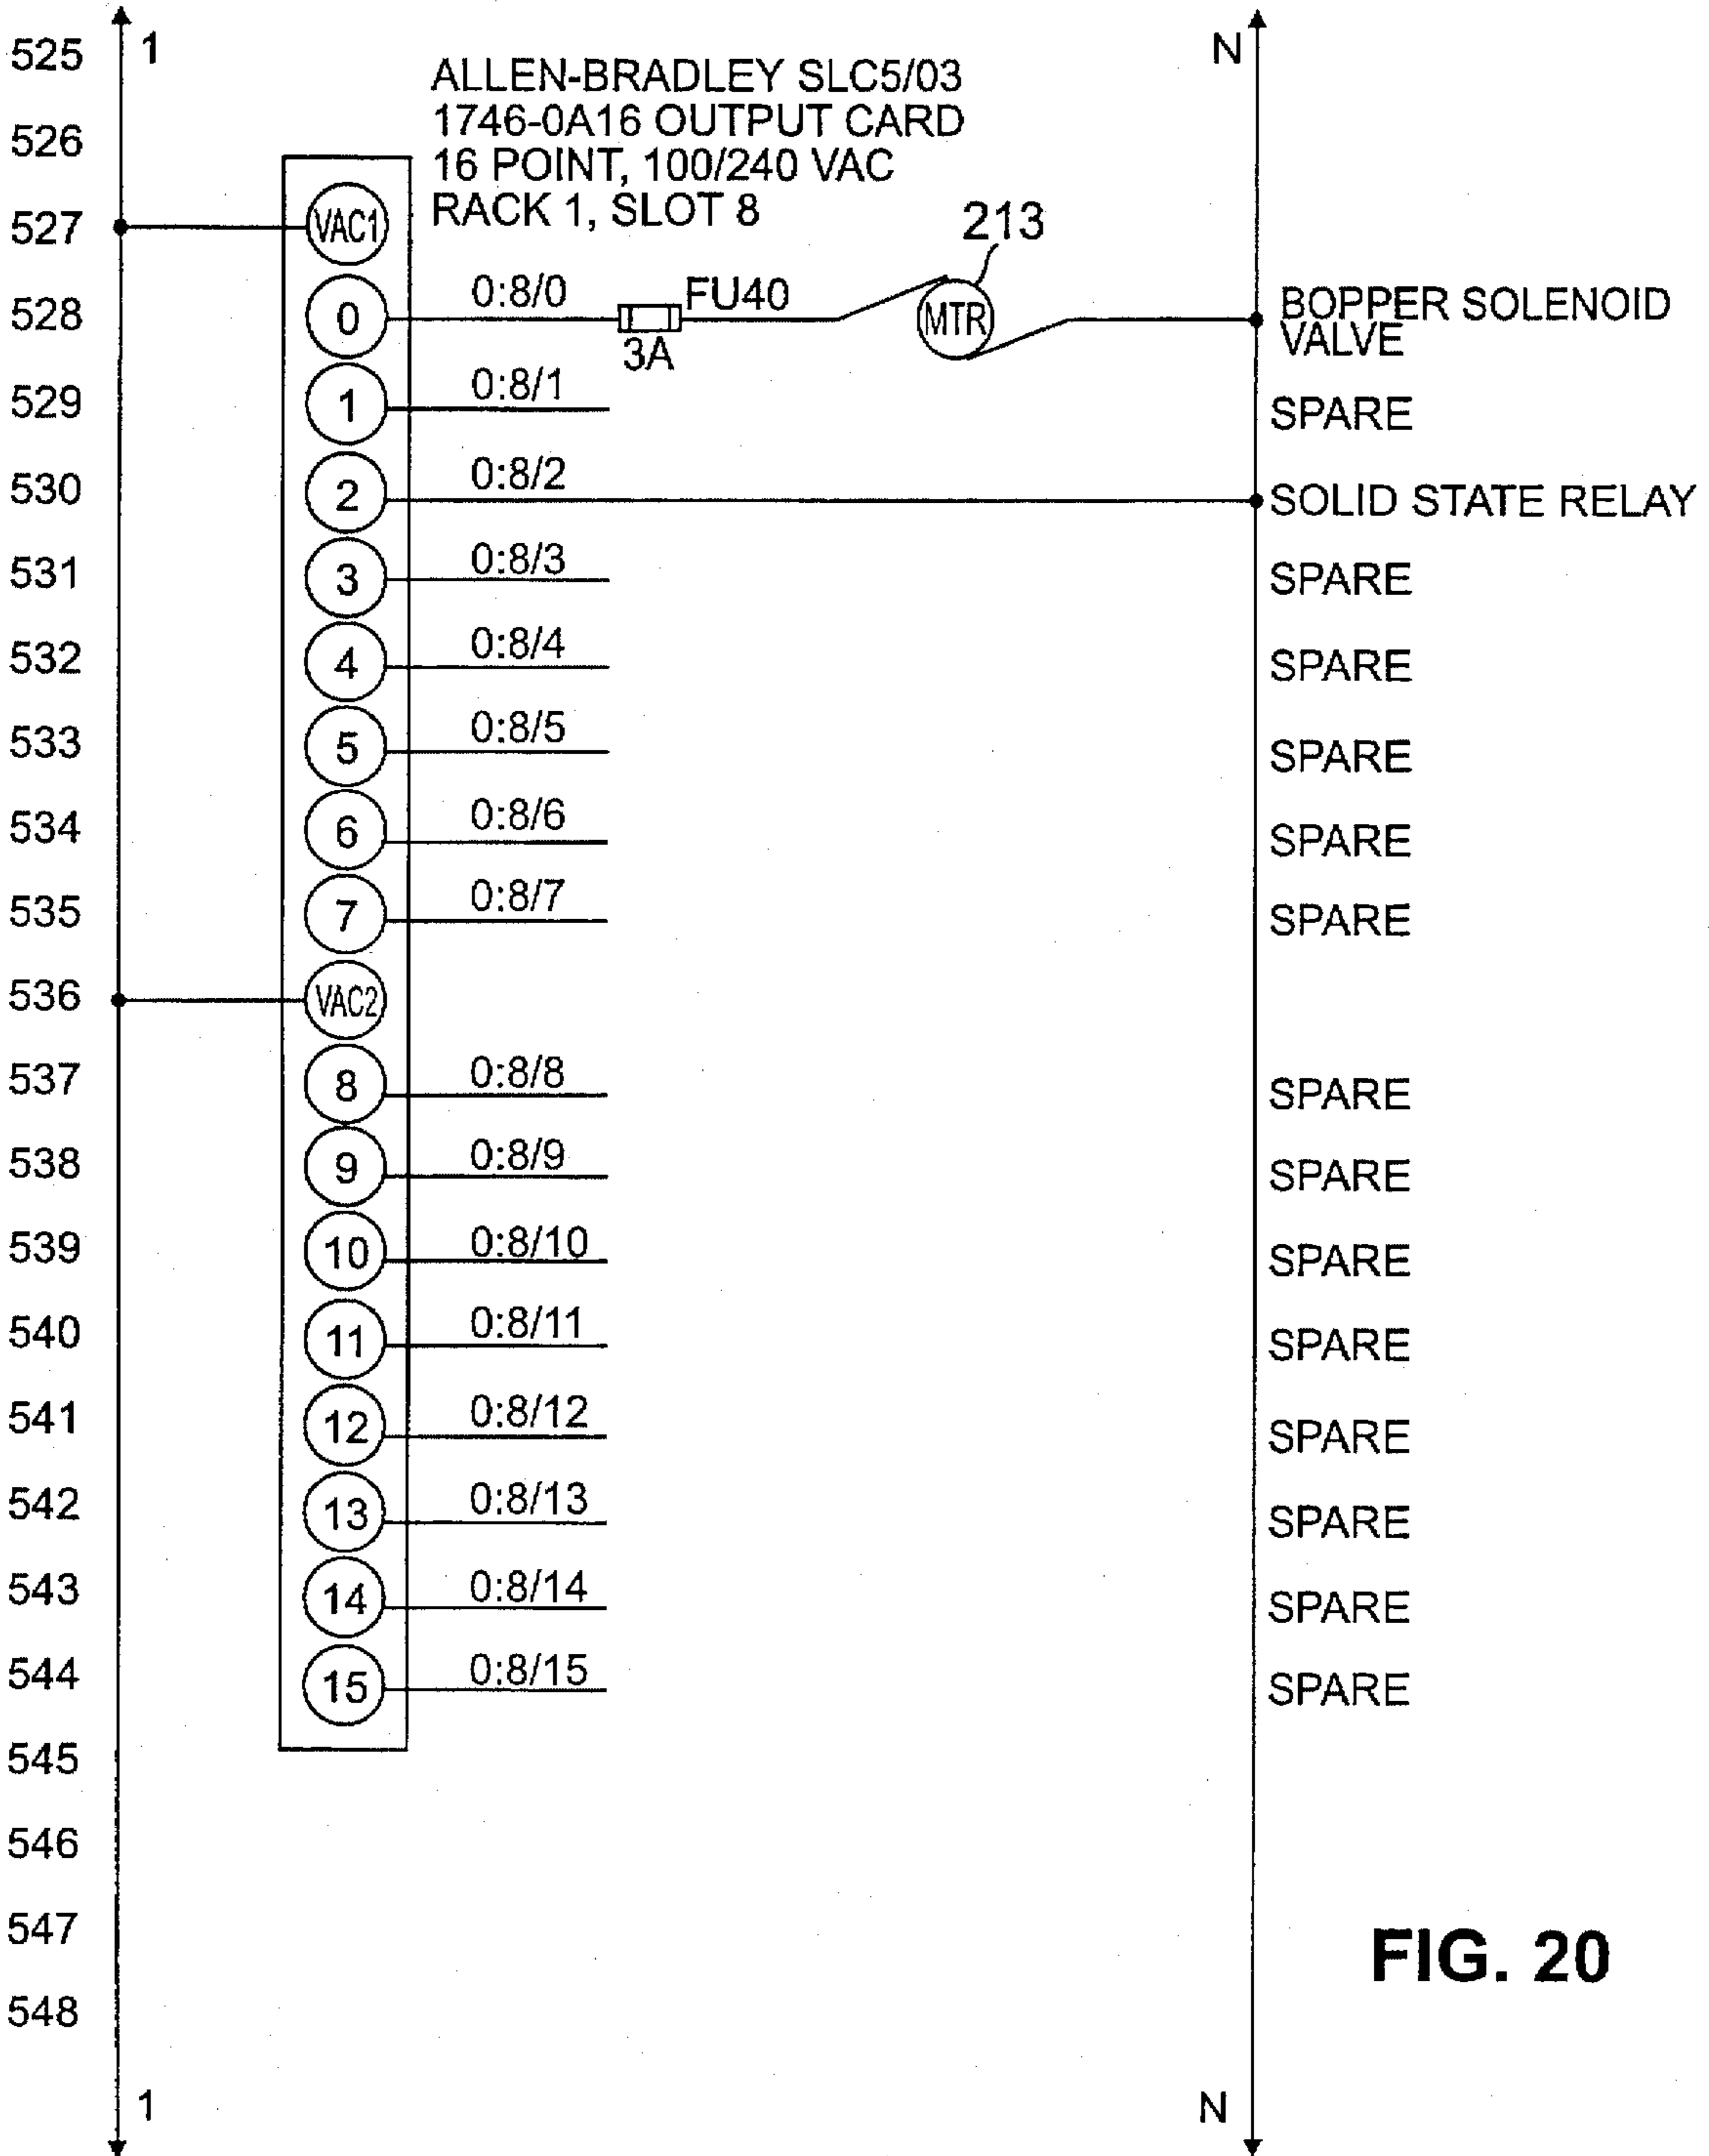 525 1 N
ALLEN-BRADLEY SLC5/03
526 1746-0A16 OUTPUT CARD
16 POINT, 100/240 VAC
527 VAC1 RACK 1, SLOT 8
213
528 0 0:8/0 FU40 MTR BOPPER SOLENOID
3A VALVE
529 1 0:8/1 SPARE
530 2 0:8/2 SOLID STATE RELAY
531 3 0:8/3 SPARE
532 4 0:8/4 SPARE
533 5 0:8/5 SPARE
534 6 0:8/6 SPARE
535 7 0:8/7 SPARE
536 VAC2
537 8 0:8/8 SPARE
538 9 0:8/9 SPARE
539 10 0:8/10 SPARE
540 11 0:8/11 SPARE
541 12 0:8/12 SPARE
542 13 0:8/13 SPARE
543 14 0:8/14 SPARE
544 15 0:8/15 SPARE
545
546
547
FIG. 20
548
1 N